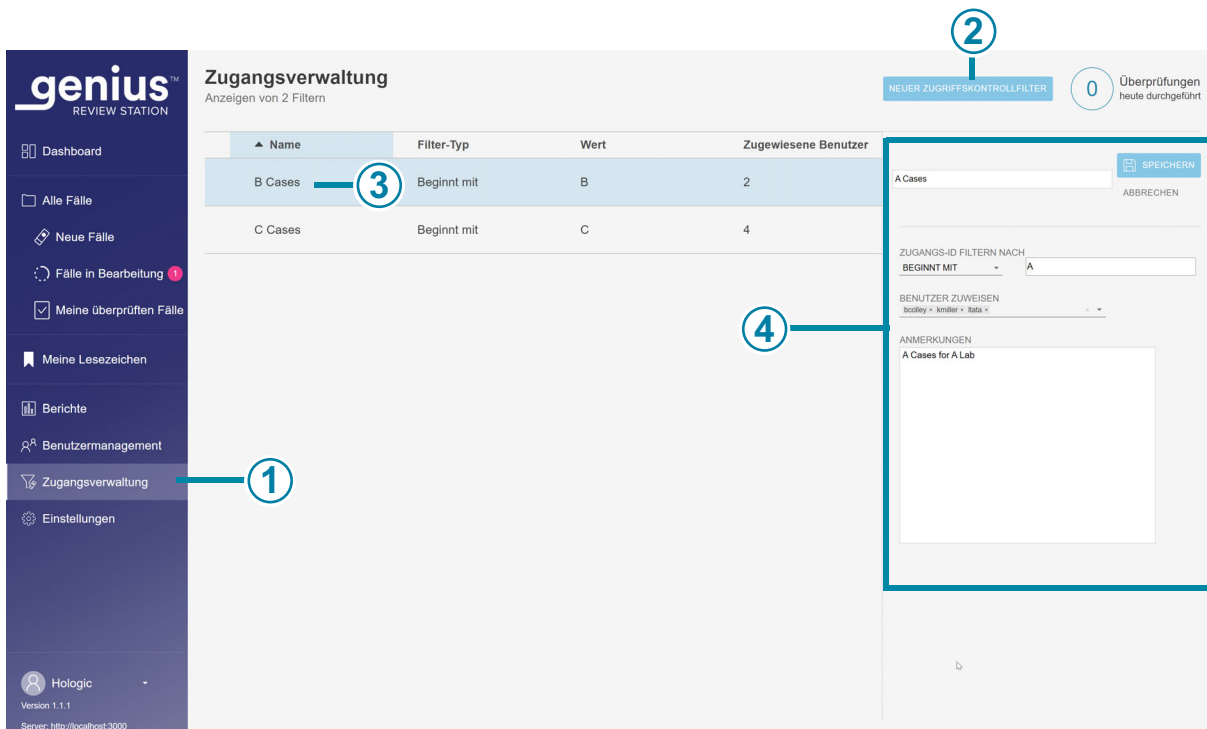 2
genius™
REVIEW STATION
Dashboard
Alle Fälle
Neue Fälle
Fälle in Bearbeitung 1
Meine überprüften Fälle
Meine Lesezeichen
Berichte
Benutzermanagement
Zugangsverwaltung
1
Einstellungen
Hologic
Version 1.1.1
Server: http://localhost:3000
Zugangsverwaltung
Anzeigen von 2 Filtern
NEUER ZUGRIFFSKONTROLLFILTER
0
Überprüfungen
heute durchgeführt
Name Filter-Typ Wert Zugewiesene Benutzer
B Cases 3 Beginnt mit B 2
C Cases Beginnt mit C 4
4
A Cases
SPEICHERN
ABBRECHEN
ZUGANGS-ID FILTERN NACH
BEGINNT MIT A
BENUTZER ZUWEISEN
bcolley × kmiller × ltata × ×
ANMERKUNGEN
A Cases for A Lab